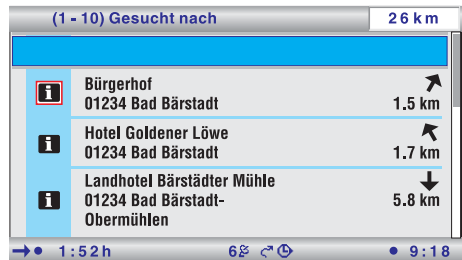 (1 - 10) Gesucht nach 26 km
i Bürgerhof
01234 Bad Bärstadt 1.5 km
i Hotel Goldener Löwe
01234 Bad Bärstadt 1.7 km
i Landhotel Bärstädter Mühle
01234 Bad Bärstadt- 5.8 km
Obermühlen
1:52h 6 9:18